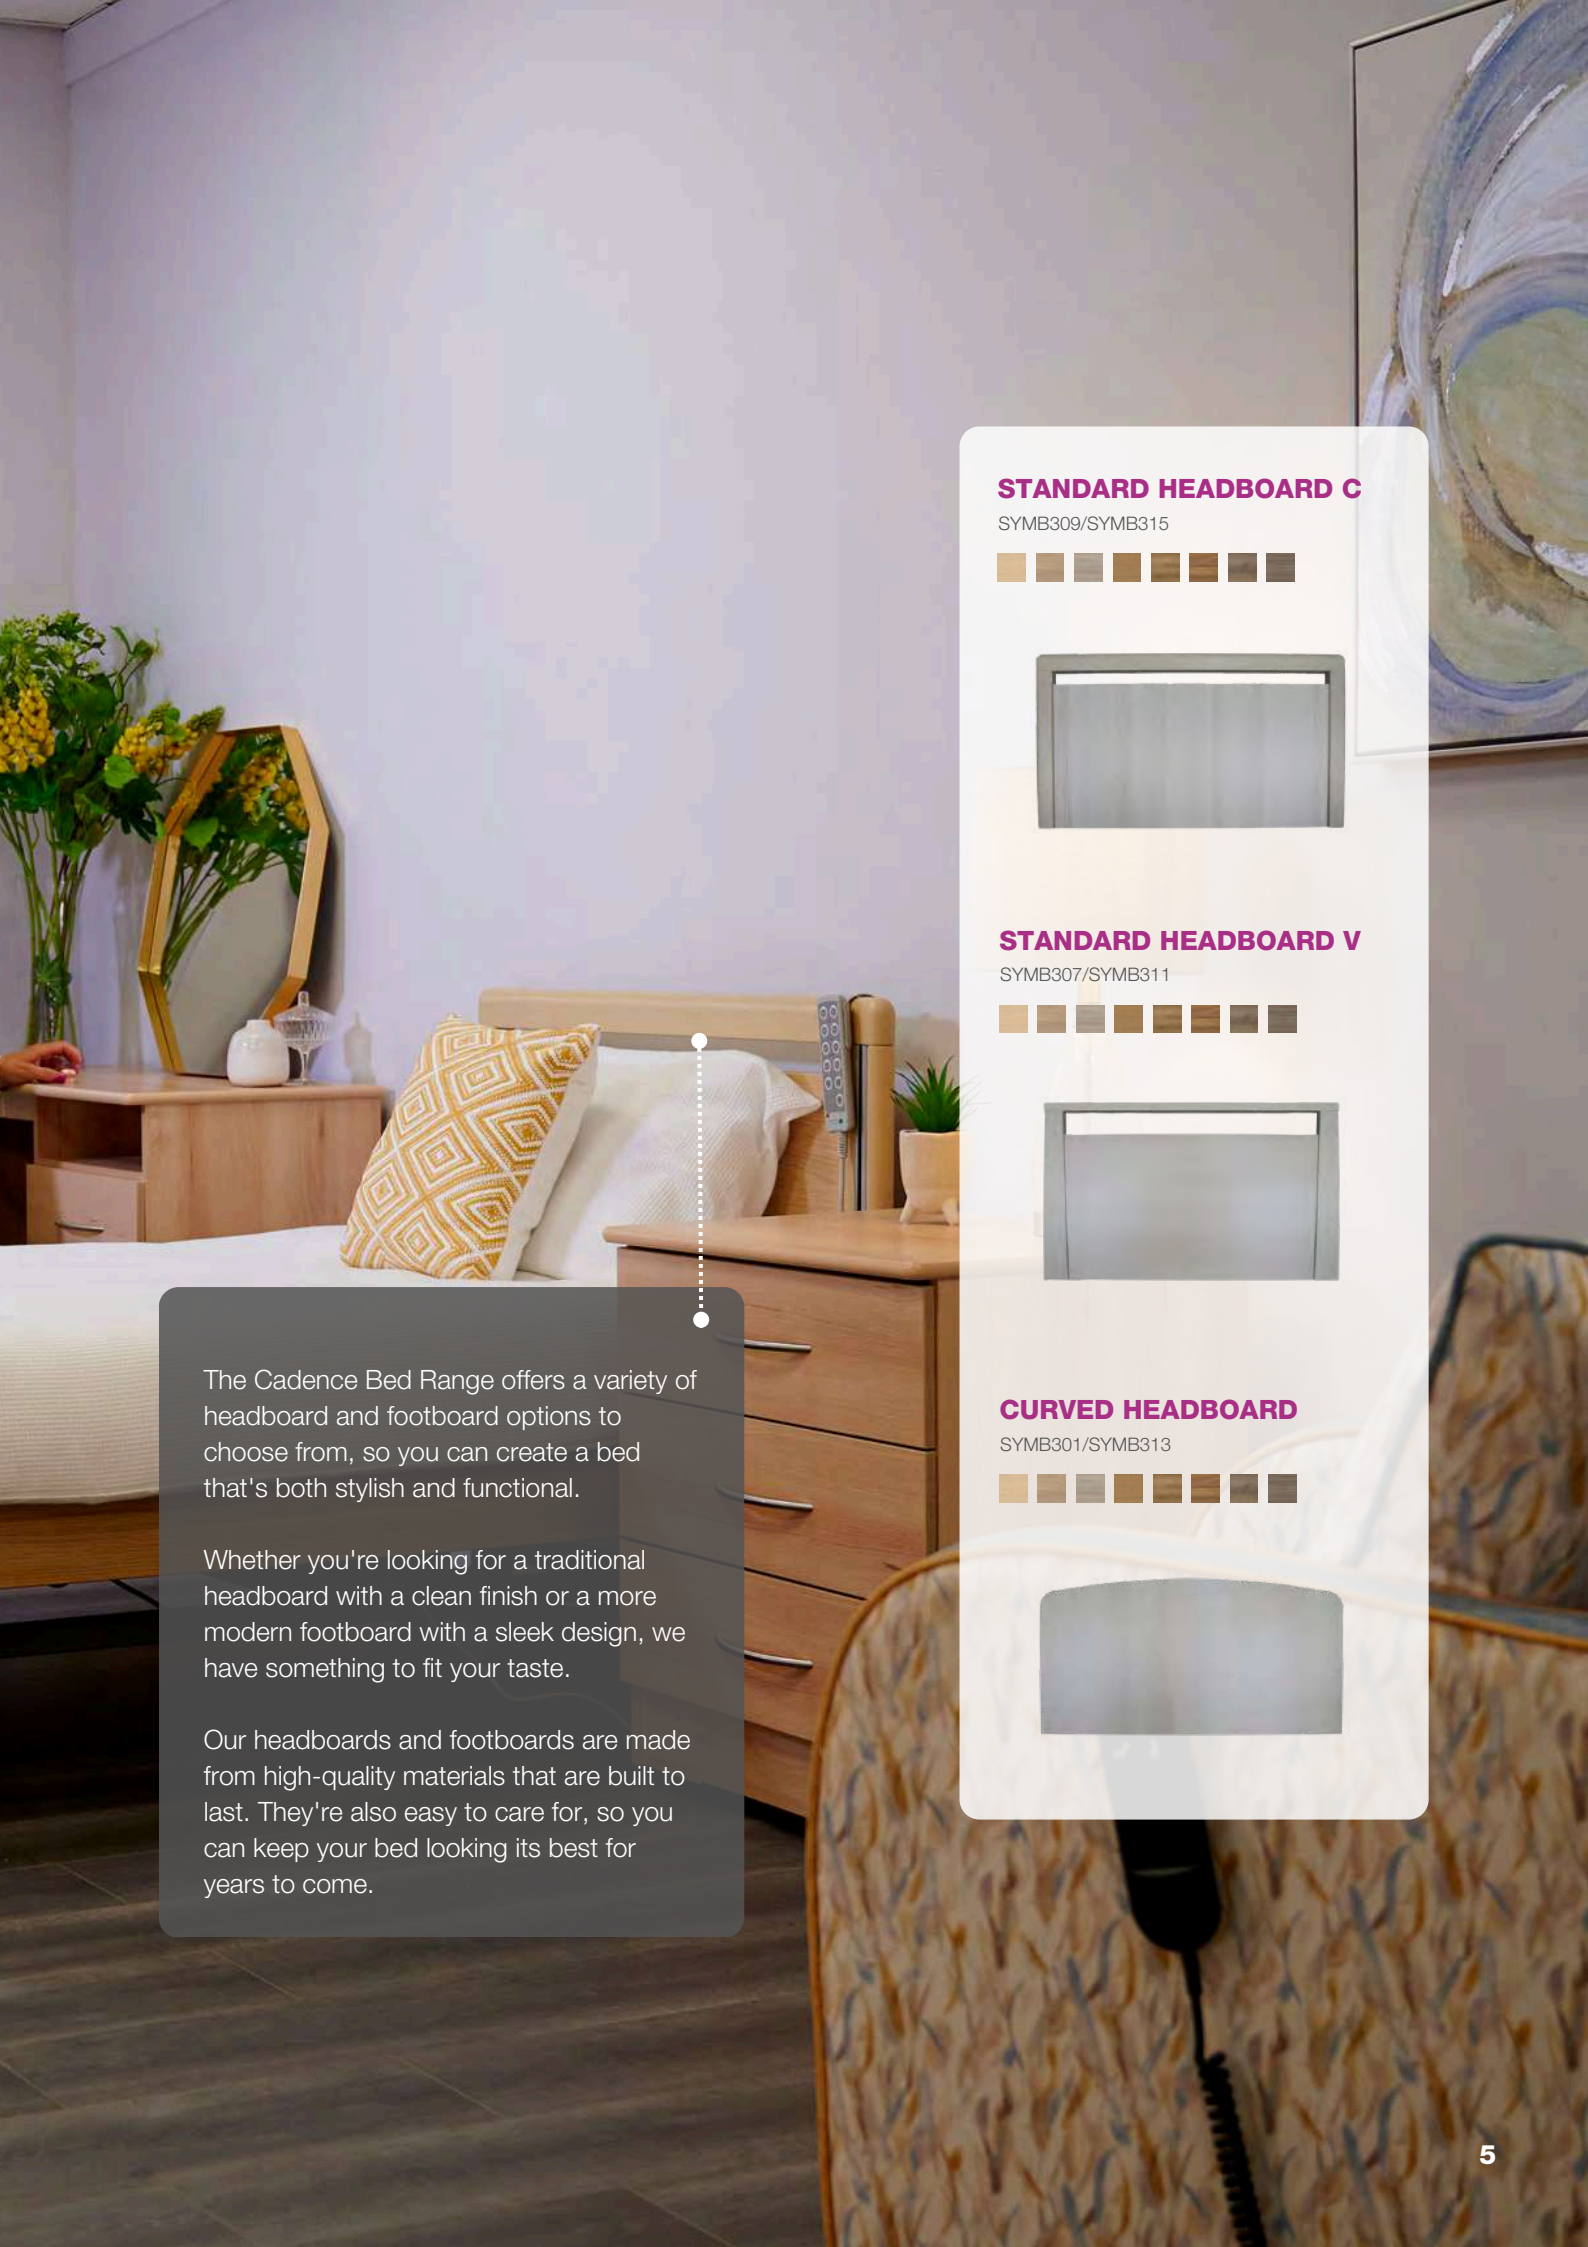 STANDARD HEADBOARD C
SYMB309/SYMB315
STANDARD HEADBOARD V
SYMB307/SYMB311
CURVED HEADBOARD
SYMB301/SYMB313
The Cadence Bed Range offers a variety of
headboard and footboard options to
choose from, so you can create a bed
that's both stylish and functional.
Whether you're looking for a traditional
headboard with a clean finish or a more
modern footboard with a sleek design, we
have something to fit your taste.
Our headboards and footboards are made
from high-quality materials that are built to
last. They're also easy to care for, so you
can keep your bed looking its best for
years to come.
5